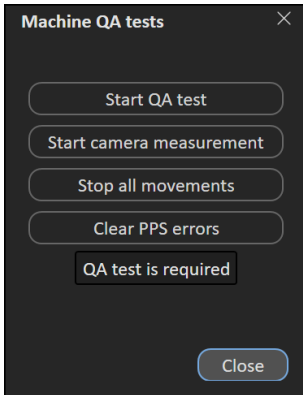 Machine QA tests
Start QA test
Start camera measurement
Stop all movements
Clear PPS errors
QA test is required
Close